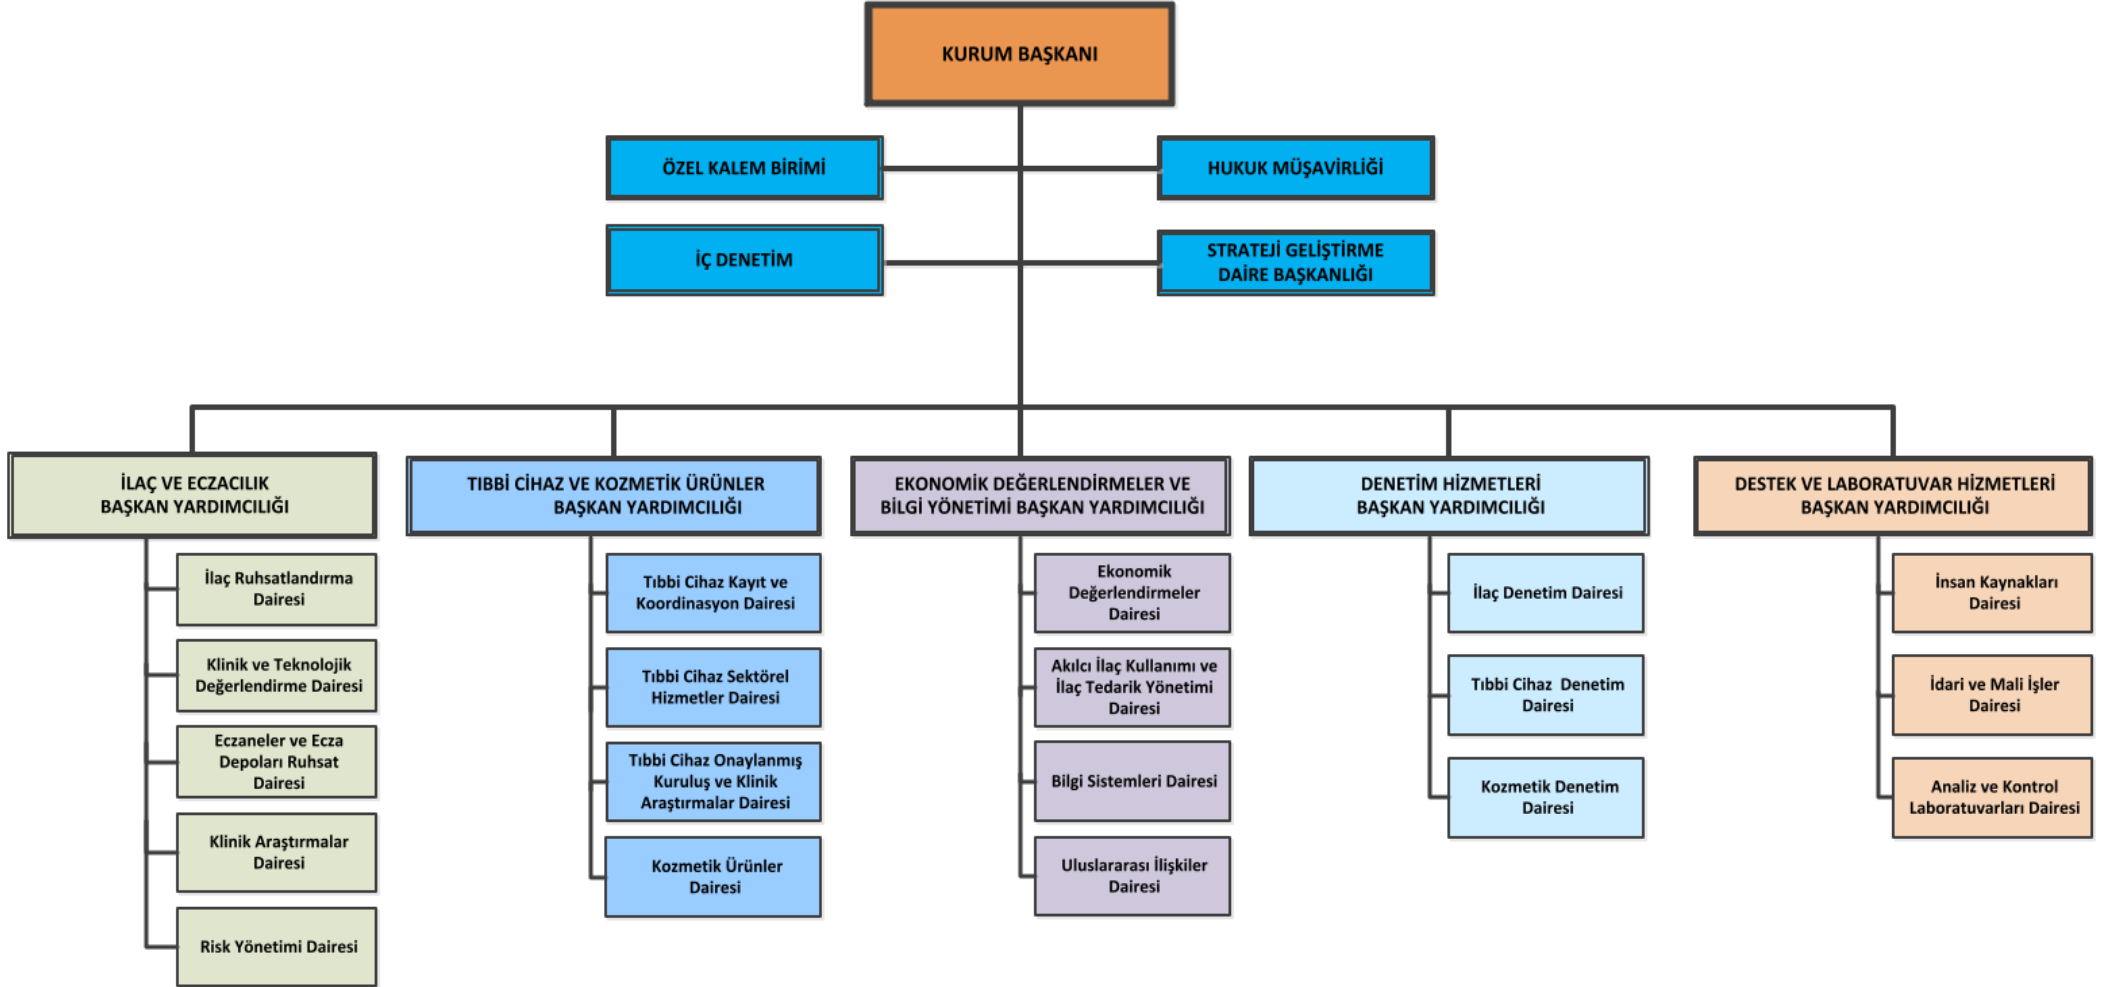 KURUM BAŞKANI
ÖZEL KALEM BİRİMİ
HUKUK MÜŞAVİRLİĞİ
İÇ DENETİM
STRATEJİ GELİŞTİRME
DAİRE BAŞKANLIĞI
İLAÇ VE ECZACILIK
BAŞKAN YARDIMCILIĞI
İlaç Ruhsatlandırma
Dairesi
Klinik ve Teknolojik
Değerlendirme Dairesi
Eczaneler ve Ecza
Depoları Ruhsat
Dairesi
Klinik Araştırmalar
Dairesi
Risk Yönetimi Dairesi
TIBBİ CİHAZ VE KOZMETİK ÜRÜNLER
BAŞKAN YARDIMCILIĞI
Tıbbi Cihaz Kayıt ve
Koordinasyon Dairesi
Tıbbi Cihaz Sektörel
Hizmetler Dairesi
Tıbbi Cihaz Onaylanmış
Kuruluş ve Klinik
Araştırmalar Dairesi
Kozmetik Ürünler
Dairesi
EKONOMİK DEĞERLENDİRMELER VE
BİLGİ YÖNETİMİ BAŞKAN YARDIMCILIĞI
Ekonomik
Değerlendirmeler
Dairesi
Akılcı İlaç Kullanımı ve
İlaç Tedarik Yönetimi
Dairesi
Bilgi Sistemleri Dairesi
Uluslararası İlişkiler
Dairesi
DENETİM HİZMETLERİ
BAŞKAN YARDIMCILIĞI
İlaç Denetim Dairesi
Tıbbi Cihaz Denetim
Dairesi
Kozmetik Denetim
Dairesi
DESTEK VE LABORATUVAR HİZMETLERİ
BAŞKAN YARDIMCILIĞI
İnsan Kaynakları
Dairesi
İdari ve Mali İşler
Dairesi
Analiz ve Kontrol
Laboratuvarları Dairesi